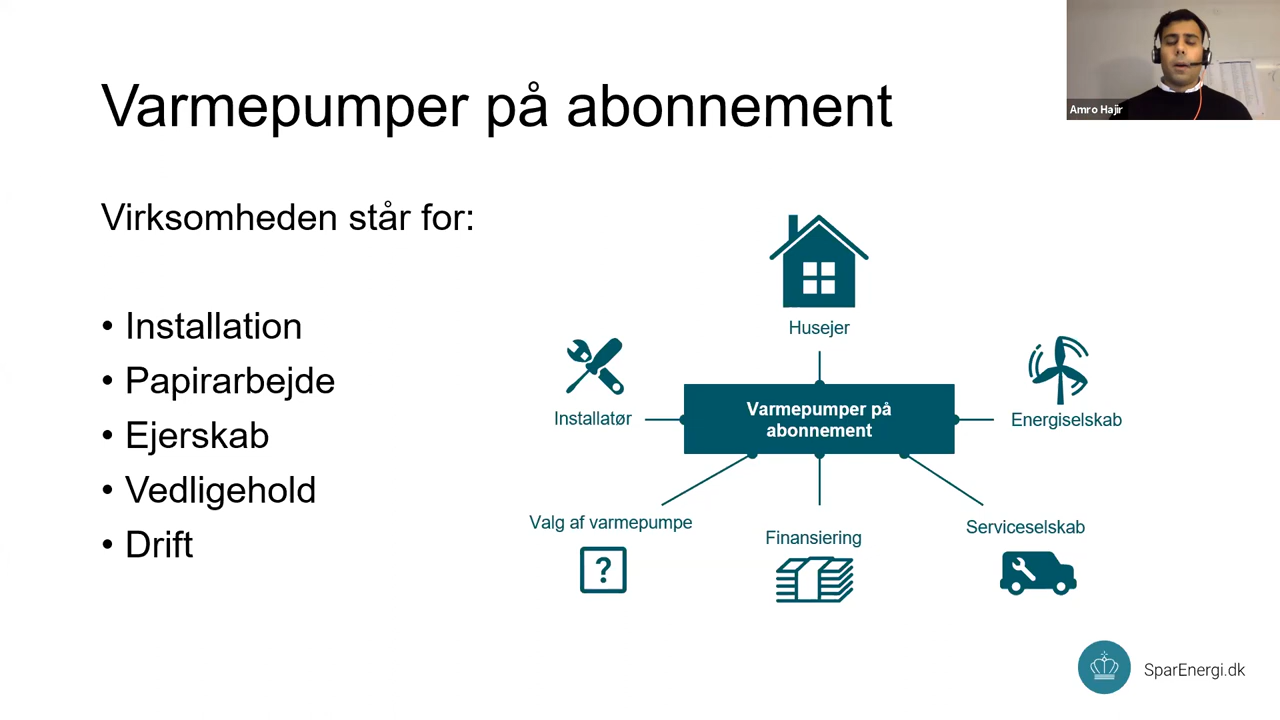 Varmepumper på abonnement
Amro Hajir
Virksomheden står for:
• Installation
• Papirarbejde
• Ejerskab
• Vedligehold
• Drift
Husejer
Installatør
Varmepumper på
abonnement
Energiselskab
Valg af varmepumpe
?
Finansiering
Serviceselskab
SparEnergi.dk